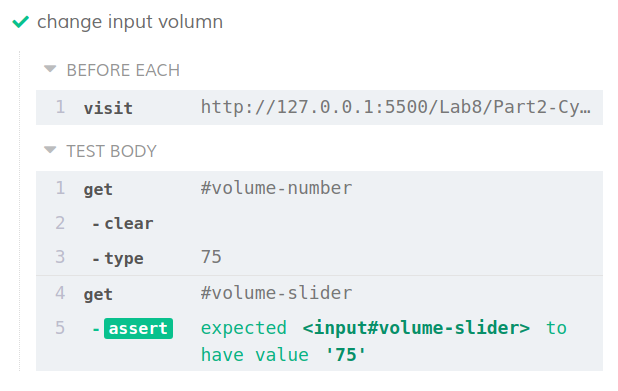 change input volumn
BEFORE EACH
1 visit http://127.0.0.1:5500/Lab8/Part2-Cy…
TEST BODY
1 get #volume-number
2 -clear
3 -type 75
4 get #volume-slider
5 -assert expected <input#volume-slider> to
have value '75'